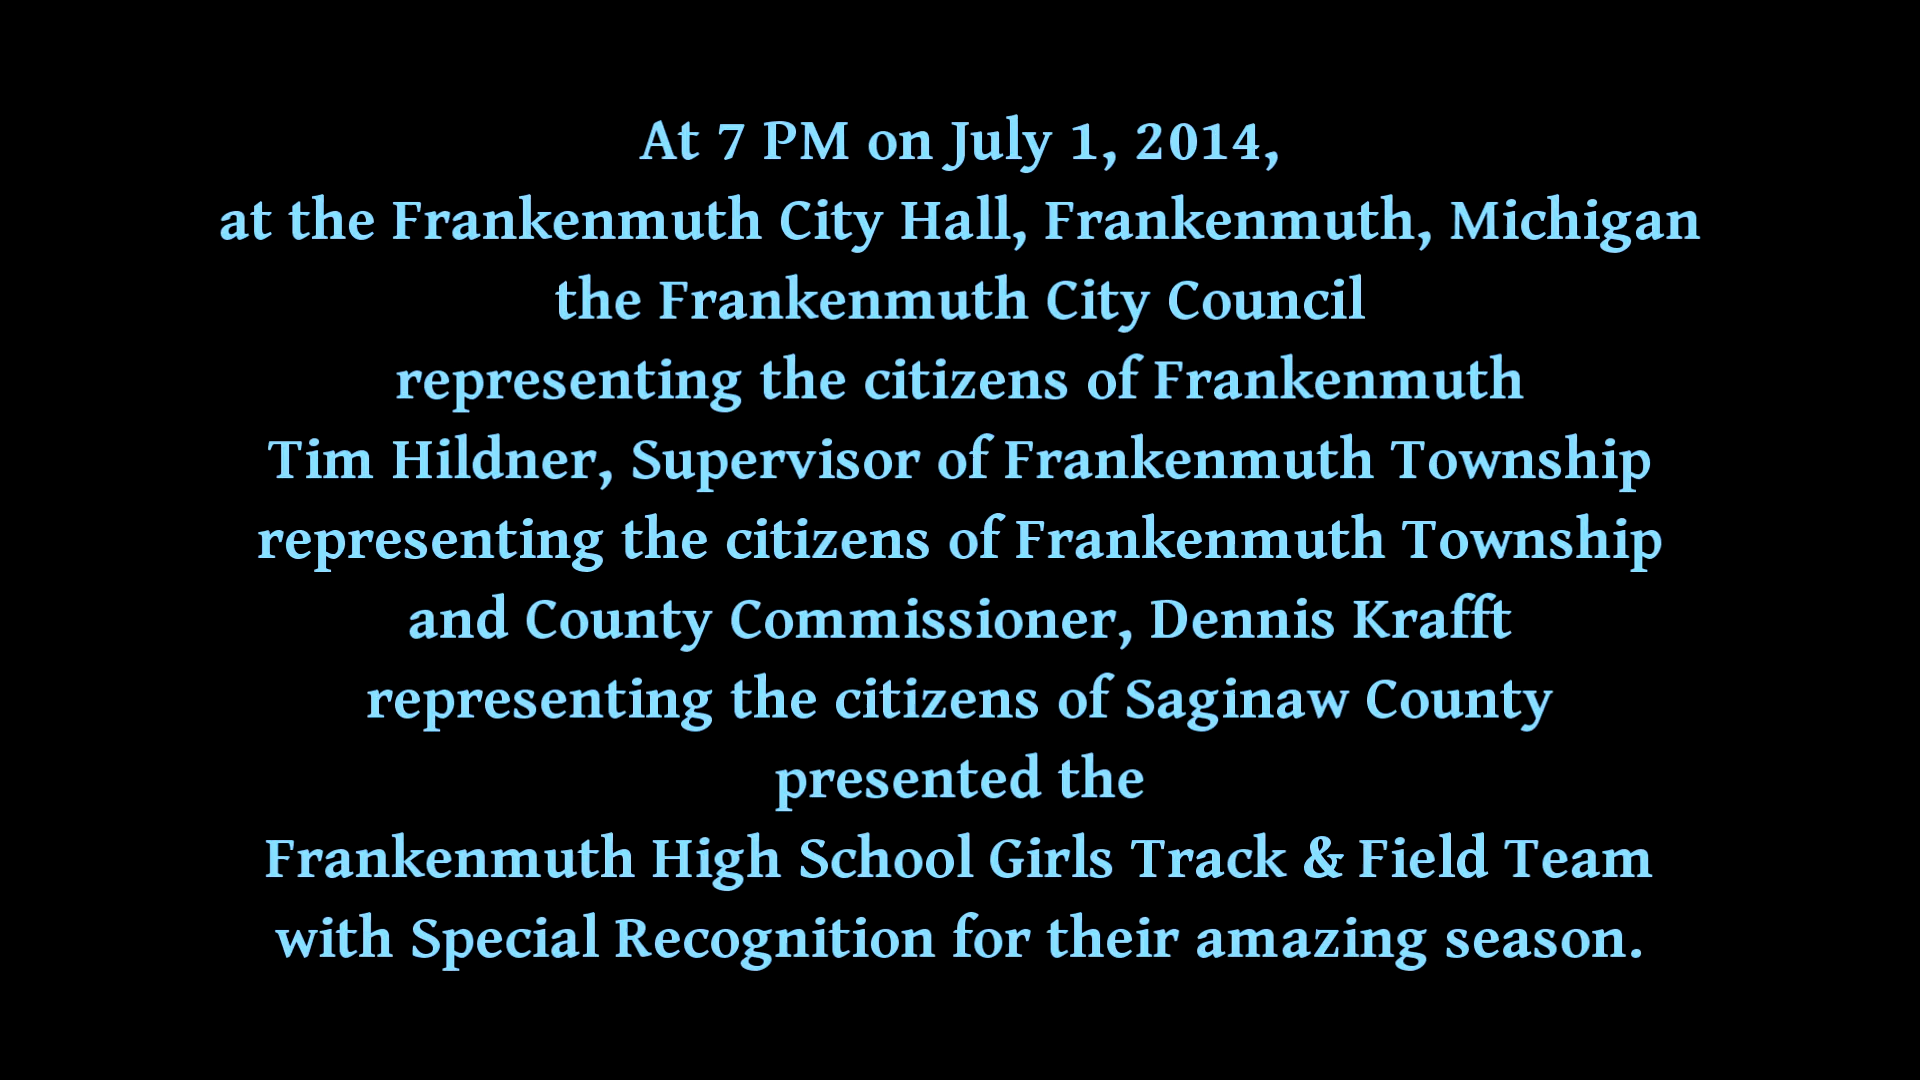 At 7 PM on July 1, 2014,
at the Frankenmuth City Hall, Frankenmuth, Michigan
the Frankenmuth City Council
representing the citizens of Frankenmuth
Tim Hildner, Supervisor of Frankenmuth Township
representing the citizens of Frankenmuth Township
and County Commissioner, Dennis Krafft
representing the citizens of Saginaw County
presented the
Frankenmuth High School Girls Track & Field Team
with Special Recognition for their amazing season.